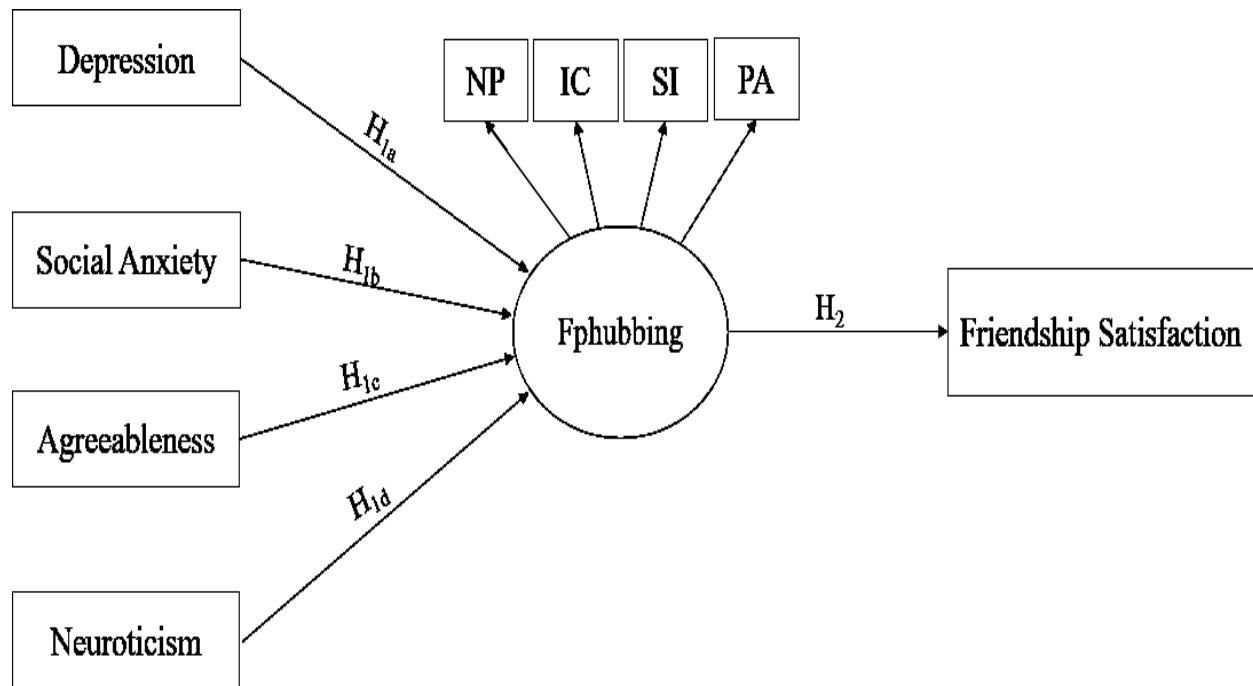 Depression
NP
IC
SI
PA
H1a
Social Anxiety
H1b
Fphubbing
H2
Friendship Satisfaction
Agreeableness
H1c
H1d
Neuroticism